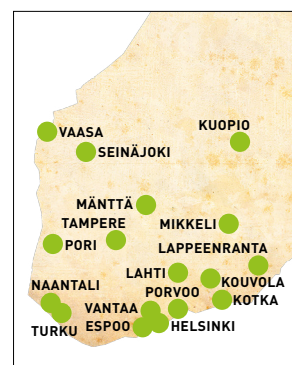 VAASA
KUOPIO
SEINÄJOKI
MÄNTTÄ
TAMPERE
MIKKELI
PORI
LAPPEENRANTA
LAHTI
NAANTALI
PORVOO
KOUVOLA
VANTAA
KOTKA
TURKU
ESPOO
HELSINKI